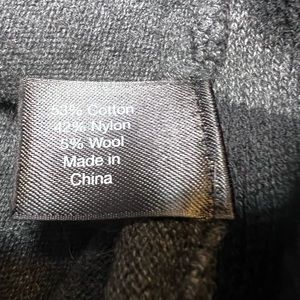 53% Cotton
42% Nylon
5% Wool
Made in
China